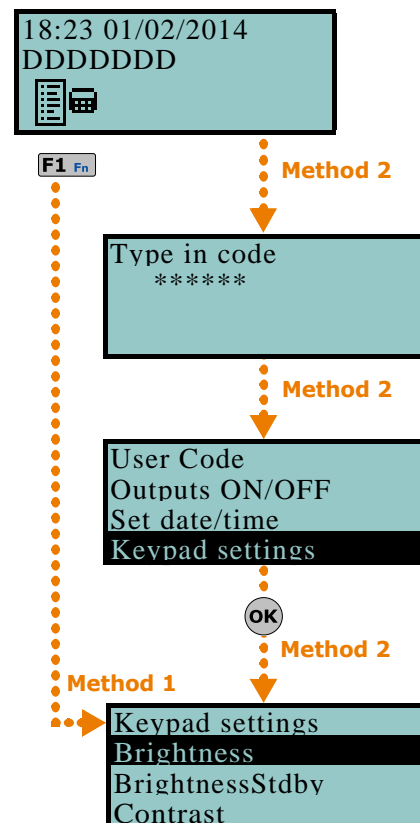 18:23 01/02/2014
DDDDDDD
F1 Fn
Method 2
Type in code
******
Method 2
User Code
Outputs ON/OFF
Set date/time
Keypad settings
OK
Method 2
Method 1
Keypad settings
Brightness
BrightnessStdby
Contrast